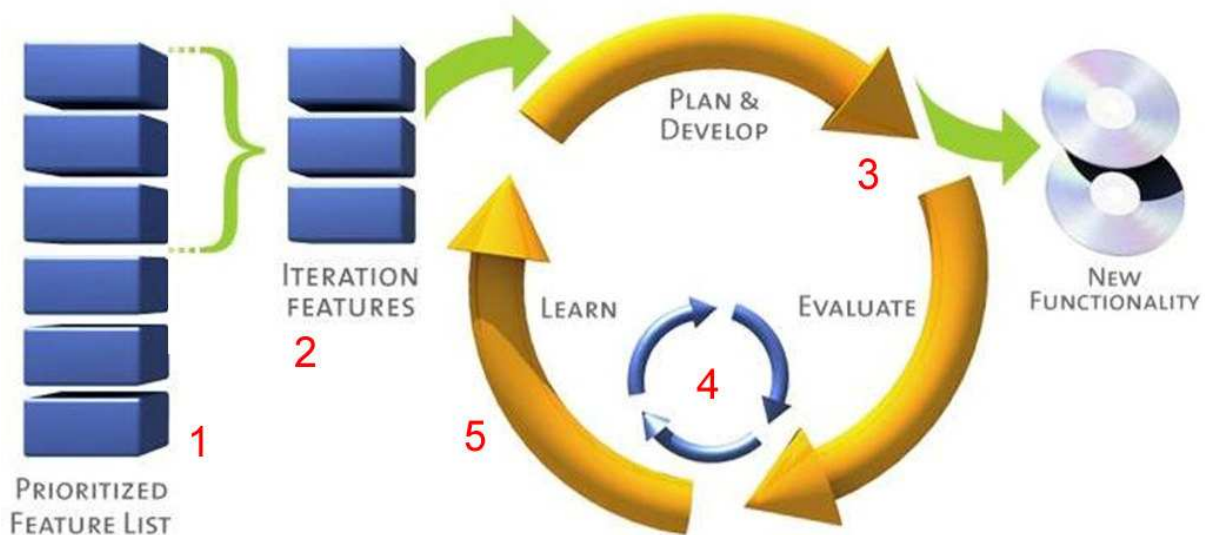 PRIORITIZED
FEATURE LIST
1
ITERATION
FEATURES
2
PLAN &
DEVELOP
3
EVALUATE
LEARN
4
5
NEW
FUNCTIONALITY